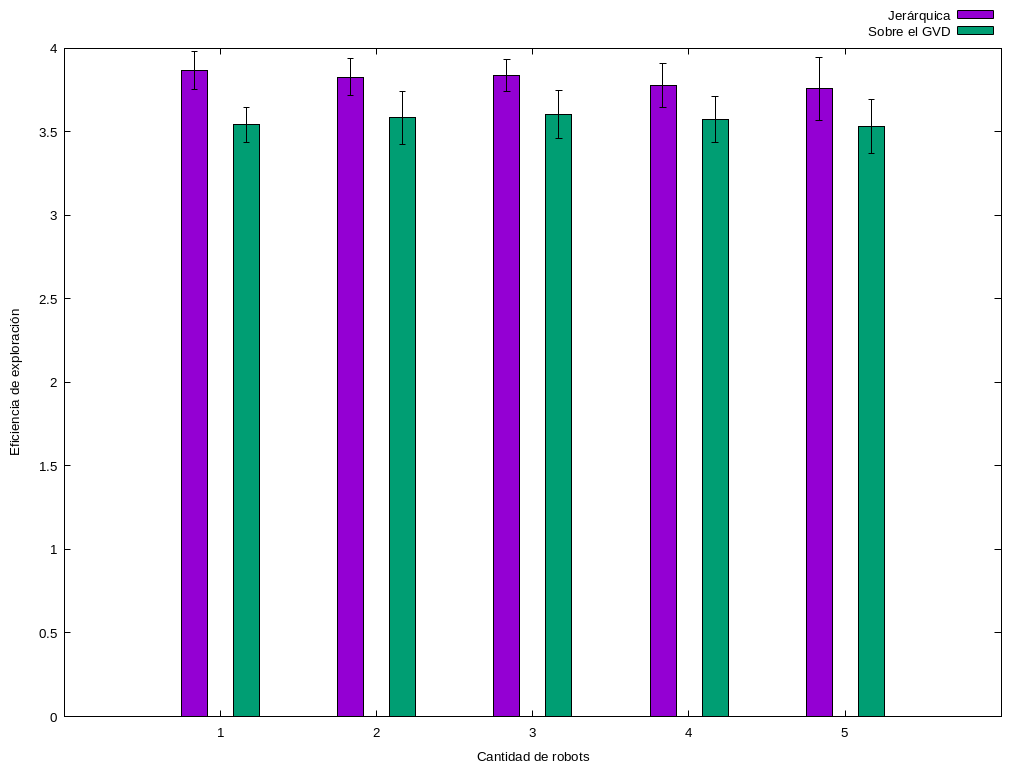 Jerárquica
Sobre el GVD
4
3.5
3
2.5
2
1.5
1
0.5
0
Eficiencia de exploración
1 2 3 4 5
Cantidad de robots